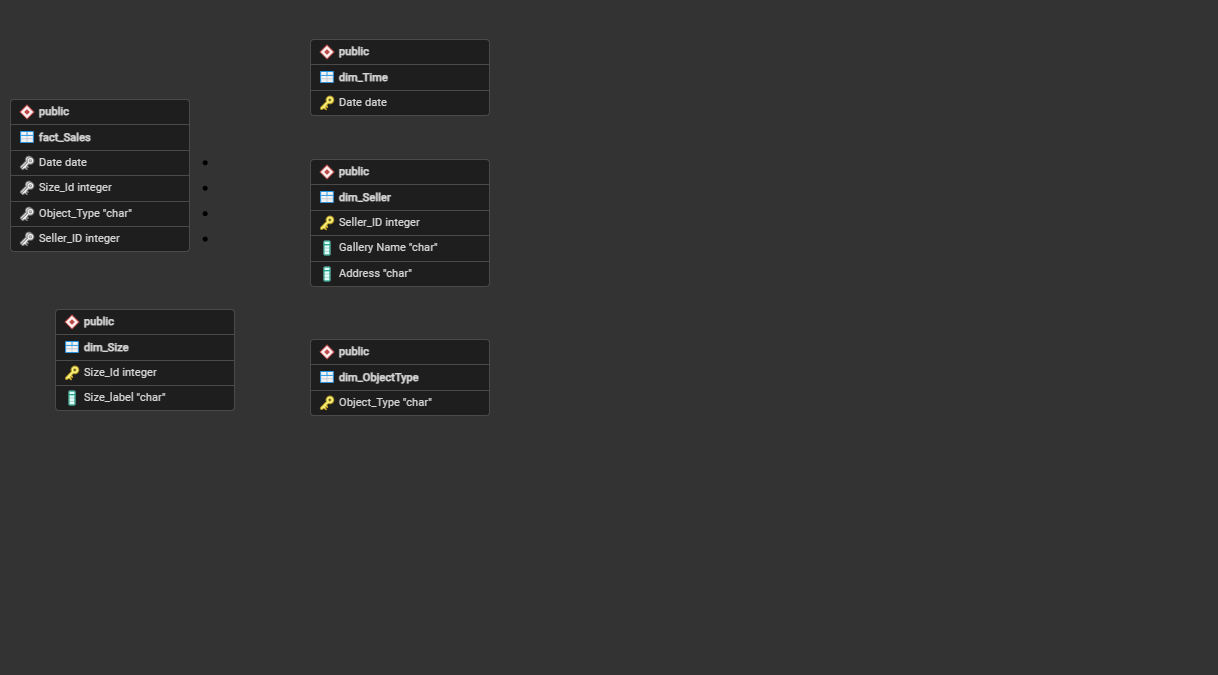 public
fact_Sales
Date date
Size_Id integer
Object_Type "char"
Seller_ID integer
public
dim_Time
Date date
public
dim_Seller
Seller_ID integer
Gallery Name "char"
Address "char"
public
dim_Size
Size_Id integer
Size_label "char"
public
dim_ObjectType
Object_Type "char"